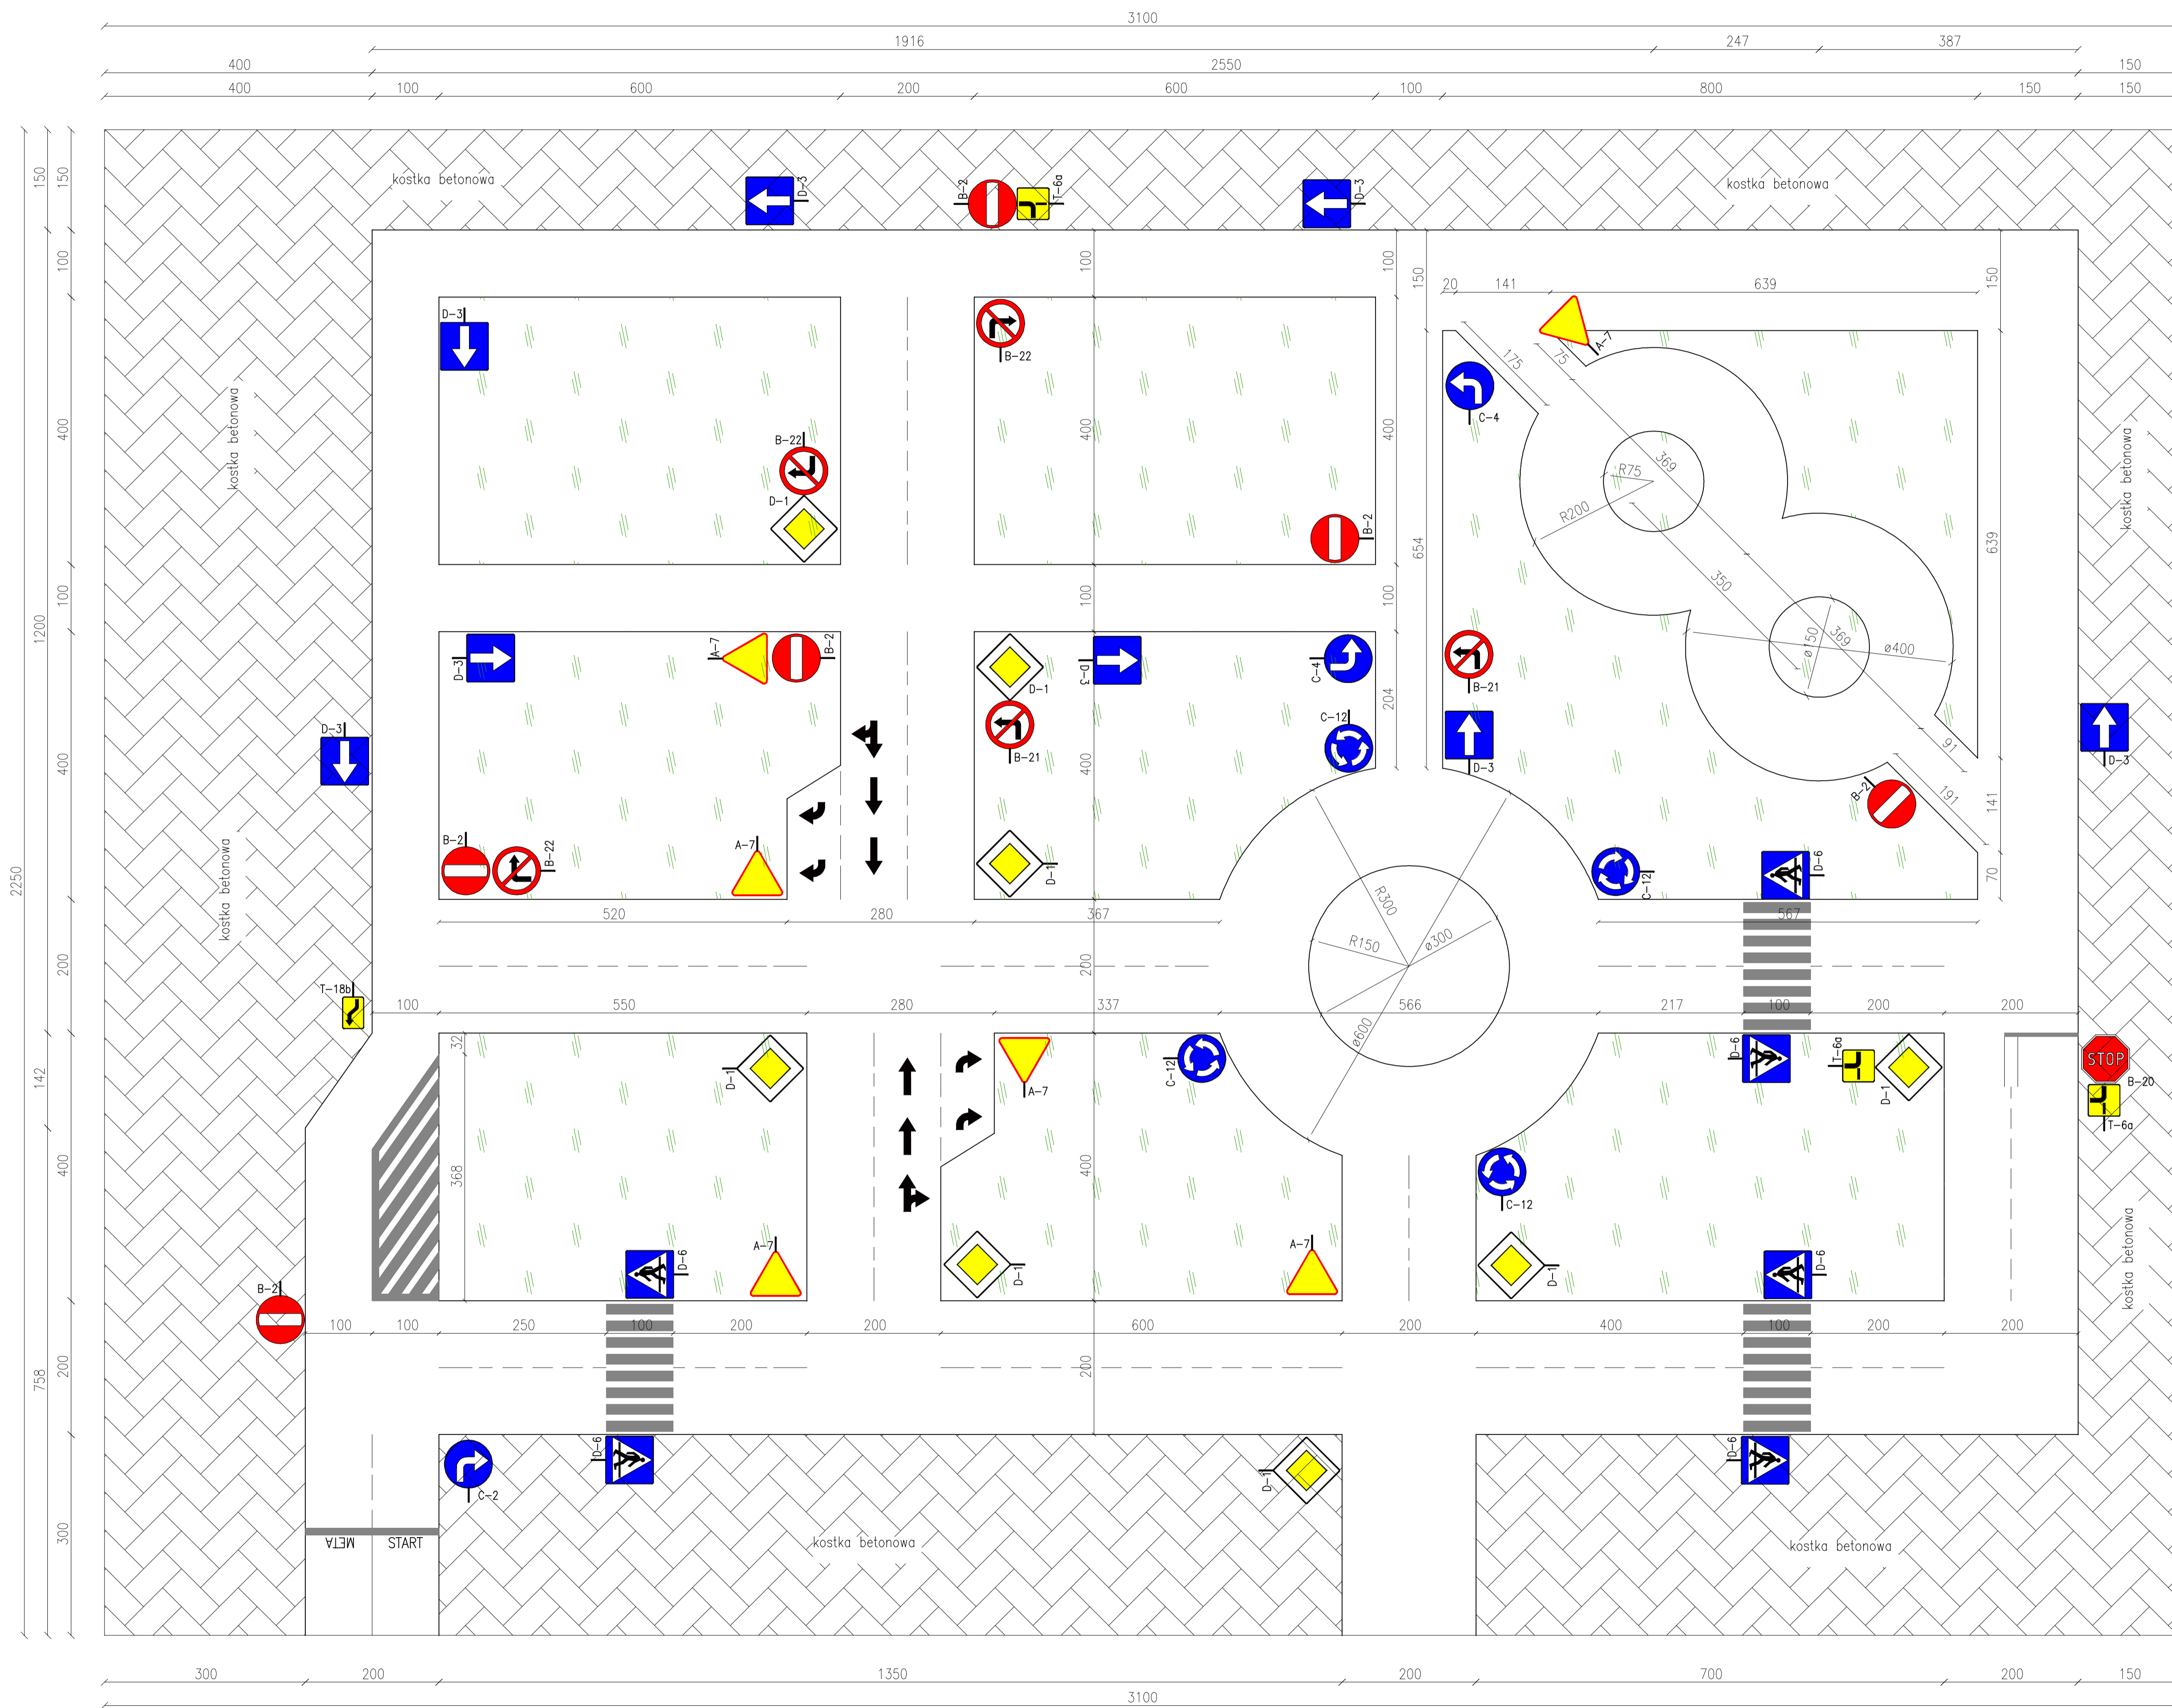 3100
1916 247 387
400 2550 150
400 100 600 200 600 100 800 150 150
150
150
kostka betonowa
D-3
B-2
T-6a
D-3
kostka betonowa
100
100
100
150
150
20 141 639
D-3
B-22
A-7
175
75
C-4
400
kostka betonowa
400
400
B-22
D-1
369
R75
R200
kostka betonowa
B-2
654
639
350
100
1200
100
100
D-3
A-7
B-2
D-1
D-3
C-4
B-21
204
ø150
369
ø400
D-3
B-21
C-12
D-3
D-3
400
400
91
191
141
B-2
kostka betonowa
2250
B-2
B-22
A-7
D-1
R300
C-12
D-6
70
520 280 367 567
200
200
R150
ø300
T-18b
100 550 280 337 566 217 100 200 200
ø600
32
D-1
A-7
C-12
D-6
T-6a
D-1
STOP
B-20
T-6a
142
368
400
400
C-12
kostka betonowa
D-6
A-7
D-1
A-7
D-1
D-6
B-2
100 100 250 100 200 200 600 200 400 100 200 200
758
200
200
C-2
D-6
D-1
D-6
300
META START
kostka betonowa
kostka betonowa
300 200 1350 200 700 200 150
3100